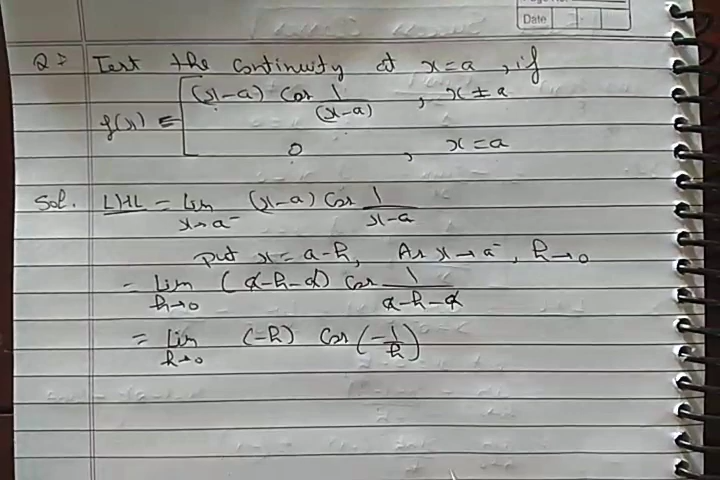 Date
Q:- Test the continuity at x=a, if
f(x) = [ (x-a) cos 1/(x-a) , x ≠ a
0 , x=a
Sol. LHL = Lim x→a⁻ (x-a) cos 1/(x-a)
put x = a-h, As x→a⁻, h→0
= Lim h→0 (a-h-a) cos 1/(a-h-a)
= Lim h→0 (-h) cos (-1/h)